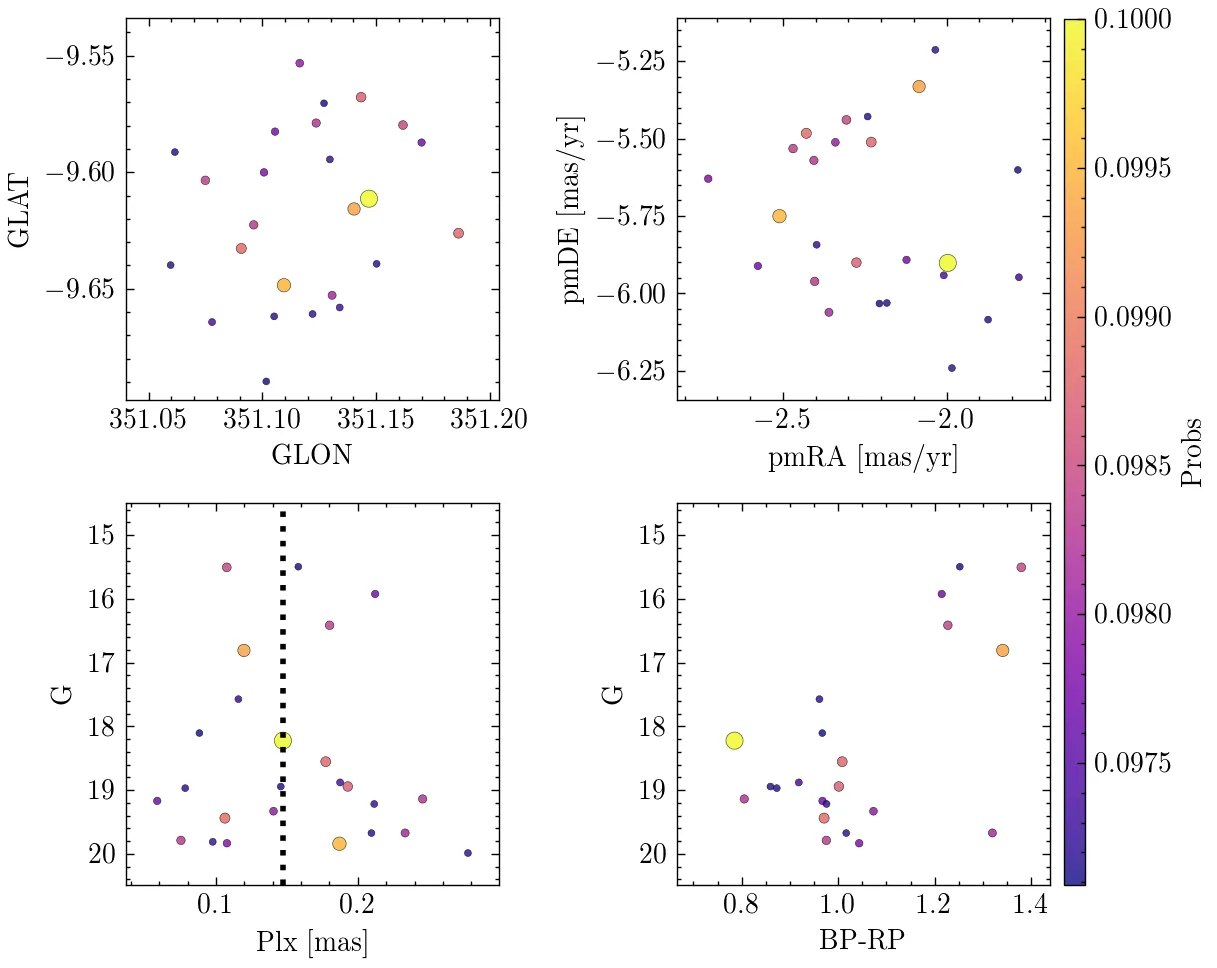 −9.55
−9.60
−9.65
GLAT
351.05 351.10 351.15 351.20
GLON
−5.25
−5.50
−5.75
−6.00
−6.25
pmDE [mas/yr]
−2.5 −2.0
pmRA [mas/yr]
0.1000
0.0995
0.0990
0.0985
0.0980
0.0975
Probs
15
16
17
18
19
20
G
0.1 0.2
Plx [mas]
15
16
17
18
19
20
G
0.8 1.0 1.2 1.4
BP-RP